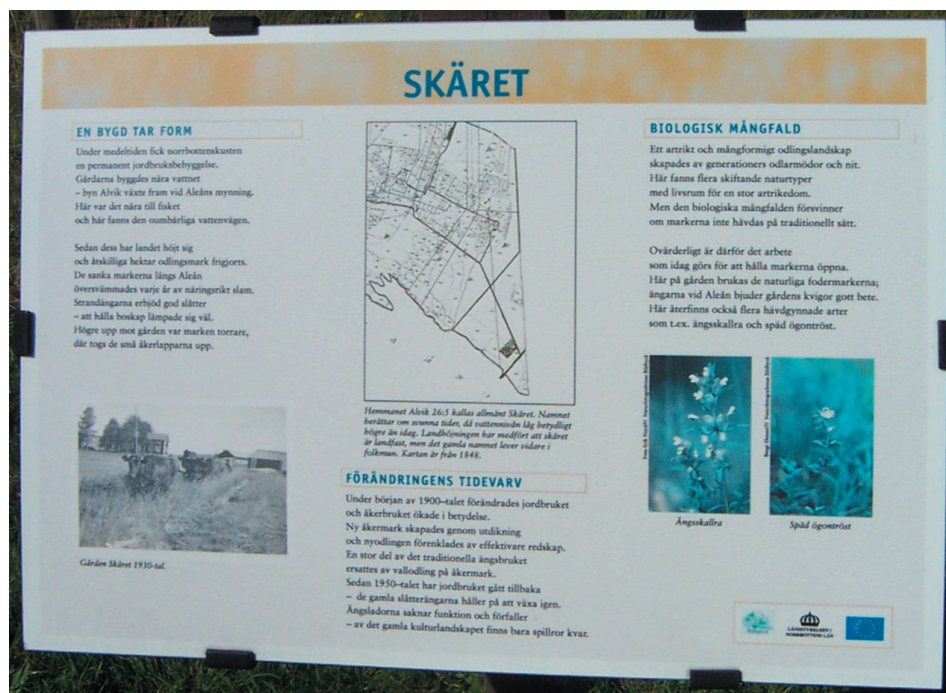 SKÄRET
EN BYGD TAR FORM
Under medeltiden fick norrbottenskusten
en permanent jordbruksbebyggelse.
Gårdarna byggdes nära vattnet
– byn Alvik växte fram vid Aleåns mynning.
Här var det nära till fisket
och här fanns den oumbärliga vattenvägen.
Sedan dess har landet höjt sig
och åtskilliga hektar odlingsmark frigjorts.
De sanka markerna längs Aleån
översvämmades varje år av näringsrikt slam.
Strandängarna erbjöd god slåtter
– att hålla boskap lämpade sig väl.
Högre upp mot gården var marken torrare,
där togs de små åkerlapparna upp.
Gården Skäret 1930-tal.
Hemmanet Alvik 26:5 kallas allmänt Skäret. Namnet
berättar om svunna tider, då vattennivån låg betydligt
högre än idag. Landhöjningen har medfört att skäret
är landfast, men det gamla namnet lever vidare i
folkmun. Kartan är från 1848.
FÖRÄNDRINGENS TIDEVARV
Under början av 1900–talet förändrades jordbruket
och åkerbruket ökade i betydelse.
Ny åkermark skapades genom utdikning
och nyodlingen förenklades av effektivare redskap.
En stor del av det traditionella ängsbruket
ersattes av vallodling på åkermark.
Sedan 1950–talet har jordbruket gått tillbaka
– de gamla slåtterängarna håller på att växa igen.
Ängsladorna saknar funktion och förfaller
– av det gamla kulturlandskapet finns bara spillror kvar.
BIOLOGISK MÅNGFALD
Ett artrikt och mångformigt odlingslandskap
skapades av generationers odlarmödor och nit.
Här fanns flera skiftande naturtyper
med livsrum för en stor artrikedom.
Men den biologiska mångfalden försvinner
om markerna inte hävdas på traditionellt sätt.
Ovärderligt är därför det arbete
som idag görs för att hålla markerna öppna.
Här på gården brukas de naturliga fodermarkerna;
ängarna vid Aleån bjuder gårdens kvigor gott bete.
Här återfinns också flera hävdgynnade arter
som t.ex. ängsskallra och späd ögontröst.
Ängsskallra
Späd ögontröst
LÄNSSTYRELSEN I
NORRBOTTENS LÄN